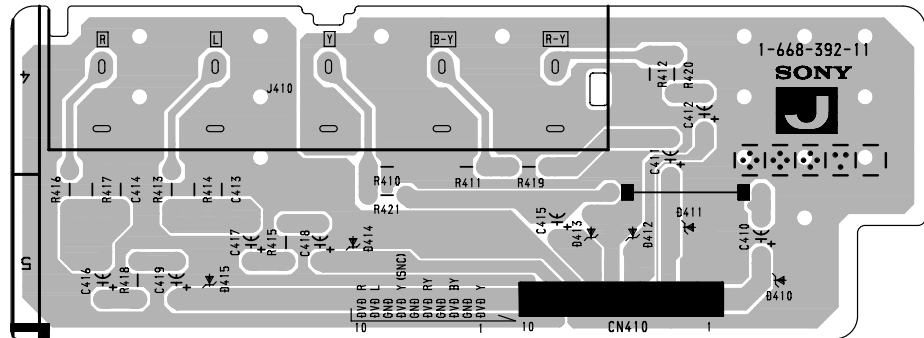 R L Y B-Y R-Y
1-668-392-11
SONY
J
4
J410
R412
R420
C412
C411
R416
R417
C414
R413
R414
C413
R410
R411
R419
R421
C417
R415
C418
D414
C415
D413
D412
D411
C410
5
C416
R418
C419
D415
D410
DVD R
DVD L
GND
DVD Y (SNC)
GND
DVD RY
GND
DVD BY
GND
DVD Y
10 1 10 CN410 1